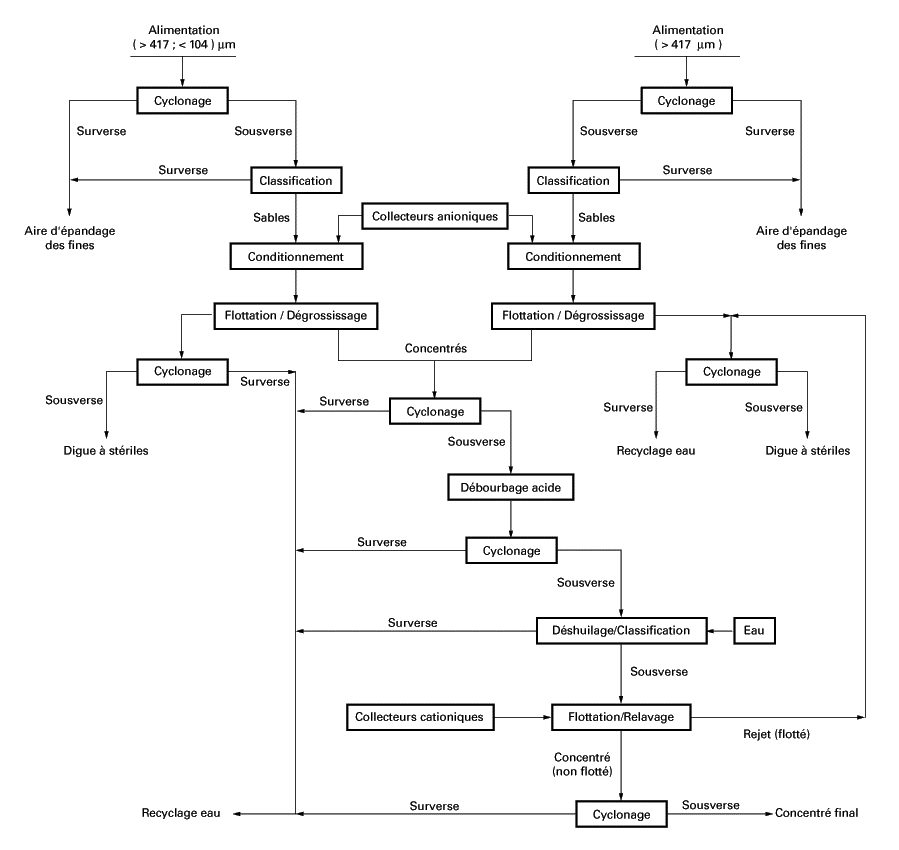 Alimentation
( > 417 ; < 104 ) µm
Alimentation
( > 417 µm )
Cyclonage
Cyclonage
Surverse
Sousverse
Sousverse
Surverse
Surverse
Classification
Classification
Surverse
Sables
Collecteurs anioniques
Sables
Aire d'épandage
des fines
Aire d'épandage
des fines
Conditionnement
Conditionnement
Flottation / Dégrossissage
Flottation / Dégrossissage
Concentrés
Cyclonage
Surverse
Cyclonage
Sousverse
Surverse
Cyclonage
Surverse
Sousverse
Sousverse
Digue à stériles
Recyclage eau
Digue à stériles
Débourbage acide
Surverse
Cyclonage
Sousverse
Surverse
Déshuilage/Classification
Eau
Sousverse
Collecteurs cationiques
Flottation/Relavage
Rejet (flotté)
Concentré
(non flotté)
Recyclage eau
Surverse
Cyclonage
Sousverse
Concentré final